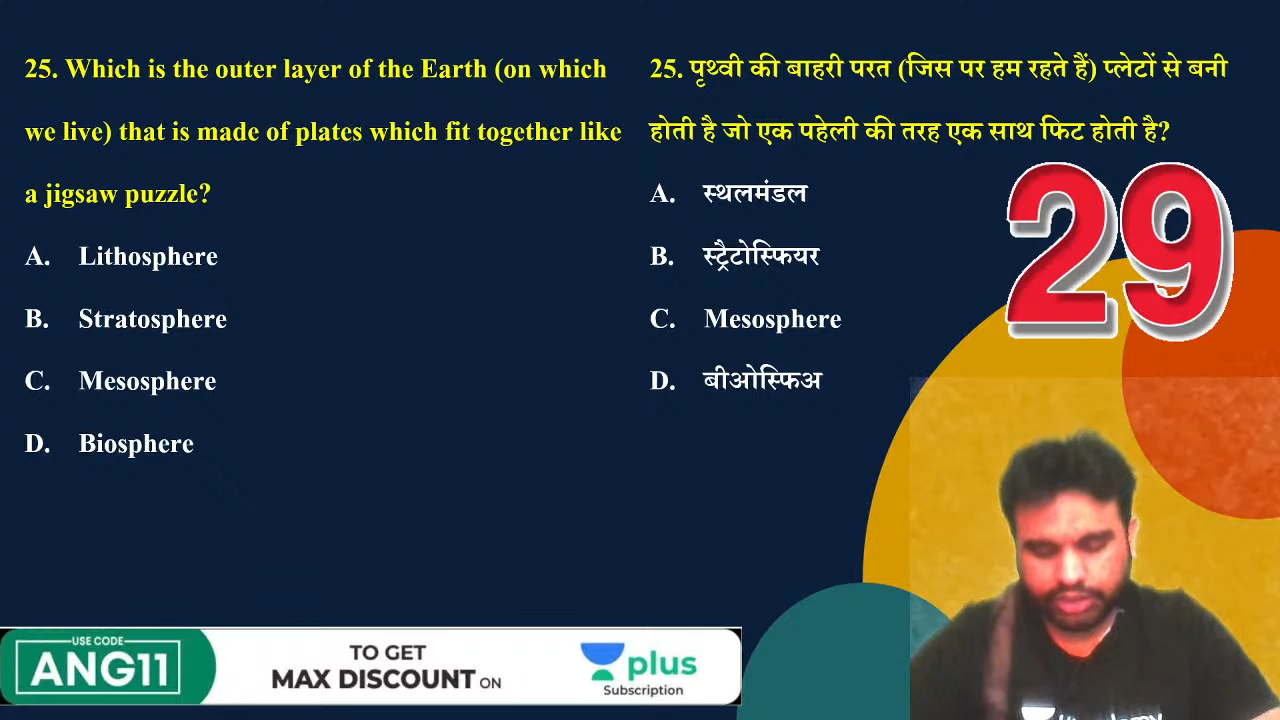 25. Which is the outer layer of the Earth (on which
we live) that is made of plates which fit together like
a jigsaw puzzle?
A. Lithosphere
B. Stratosphere
C. Mesosphere
D. Biosphere
25. पृथ्वी की बाहरी परत (जिस पर हम रहते हैं) प्लेटों से बनी
होती है जो एक पहेली की तरह एक साथ फिट होती है?
A. स्थलमंडल
B. स्ट्रैटोस्फियर
C. Mesosphere
D. बीओस्फिअ
29
USE CODE
ANG11
TO GET
MAX DISCOUNT ON
plus
Subscription